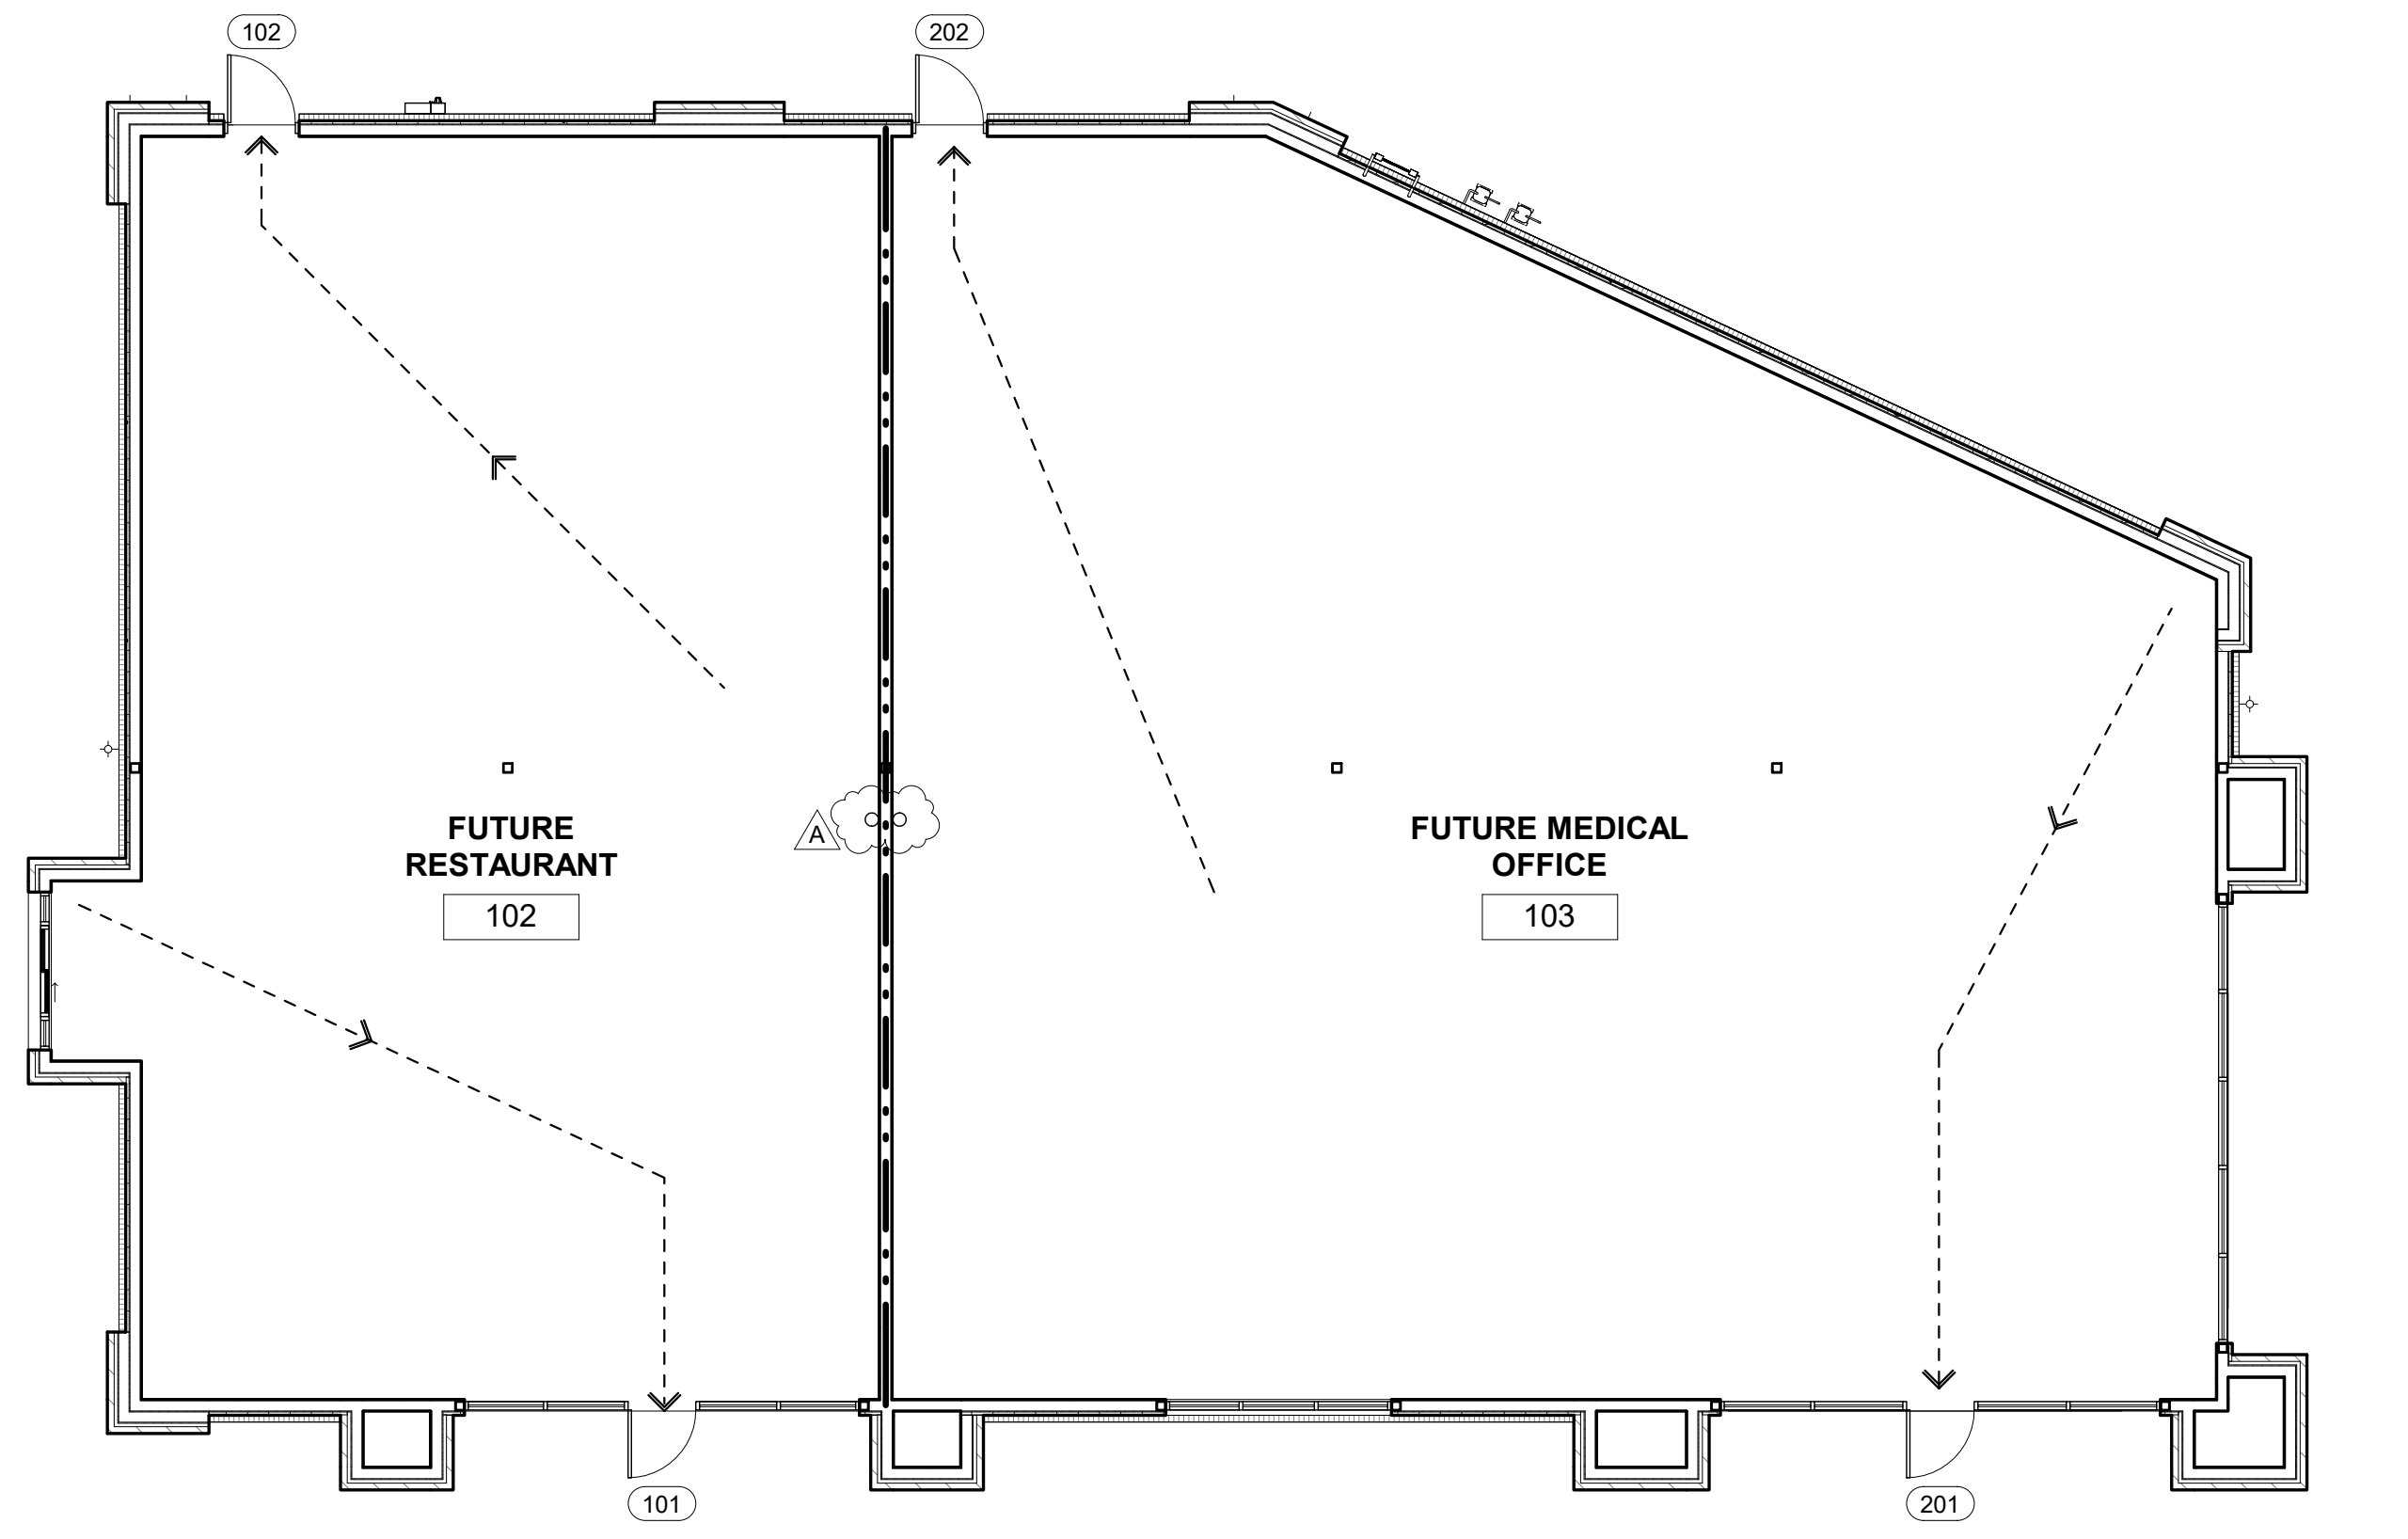 102
202
FUTURE
RESTAURANT
102
A
FUTURE MEDICAL
OFFICE
103
101
201